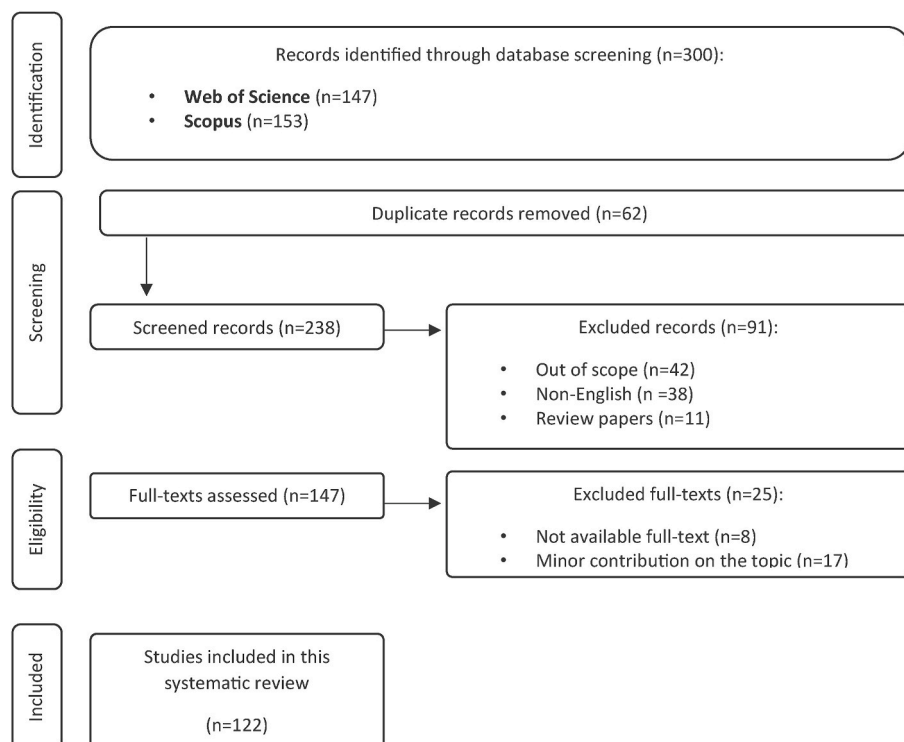 Identification
Records identified through database screening (n=300):
• Web of Science (n=147)
• Scopus (n=153)
Screening
Duplicate records removed (n=62)
Screened records (n=238)
Excluded records (n=91):
• Out of scope (n=42)
• Non-English (n =38)
• Review papers (n=11)
Eligibility
Full-texts assessed (n=147)
Excluded full-texts (n=25):
• Not available full-text (n=8)
• Minor contribution on the topic (n=17)
Included
Studies included in this
systematic review
(n=122)